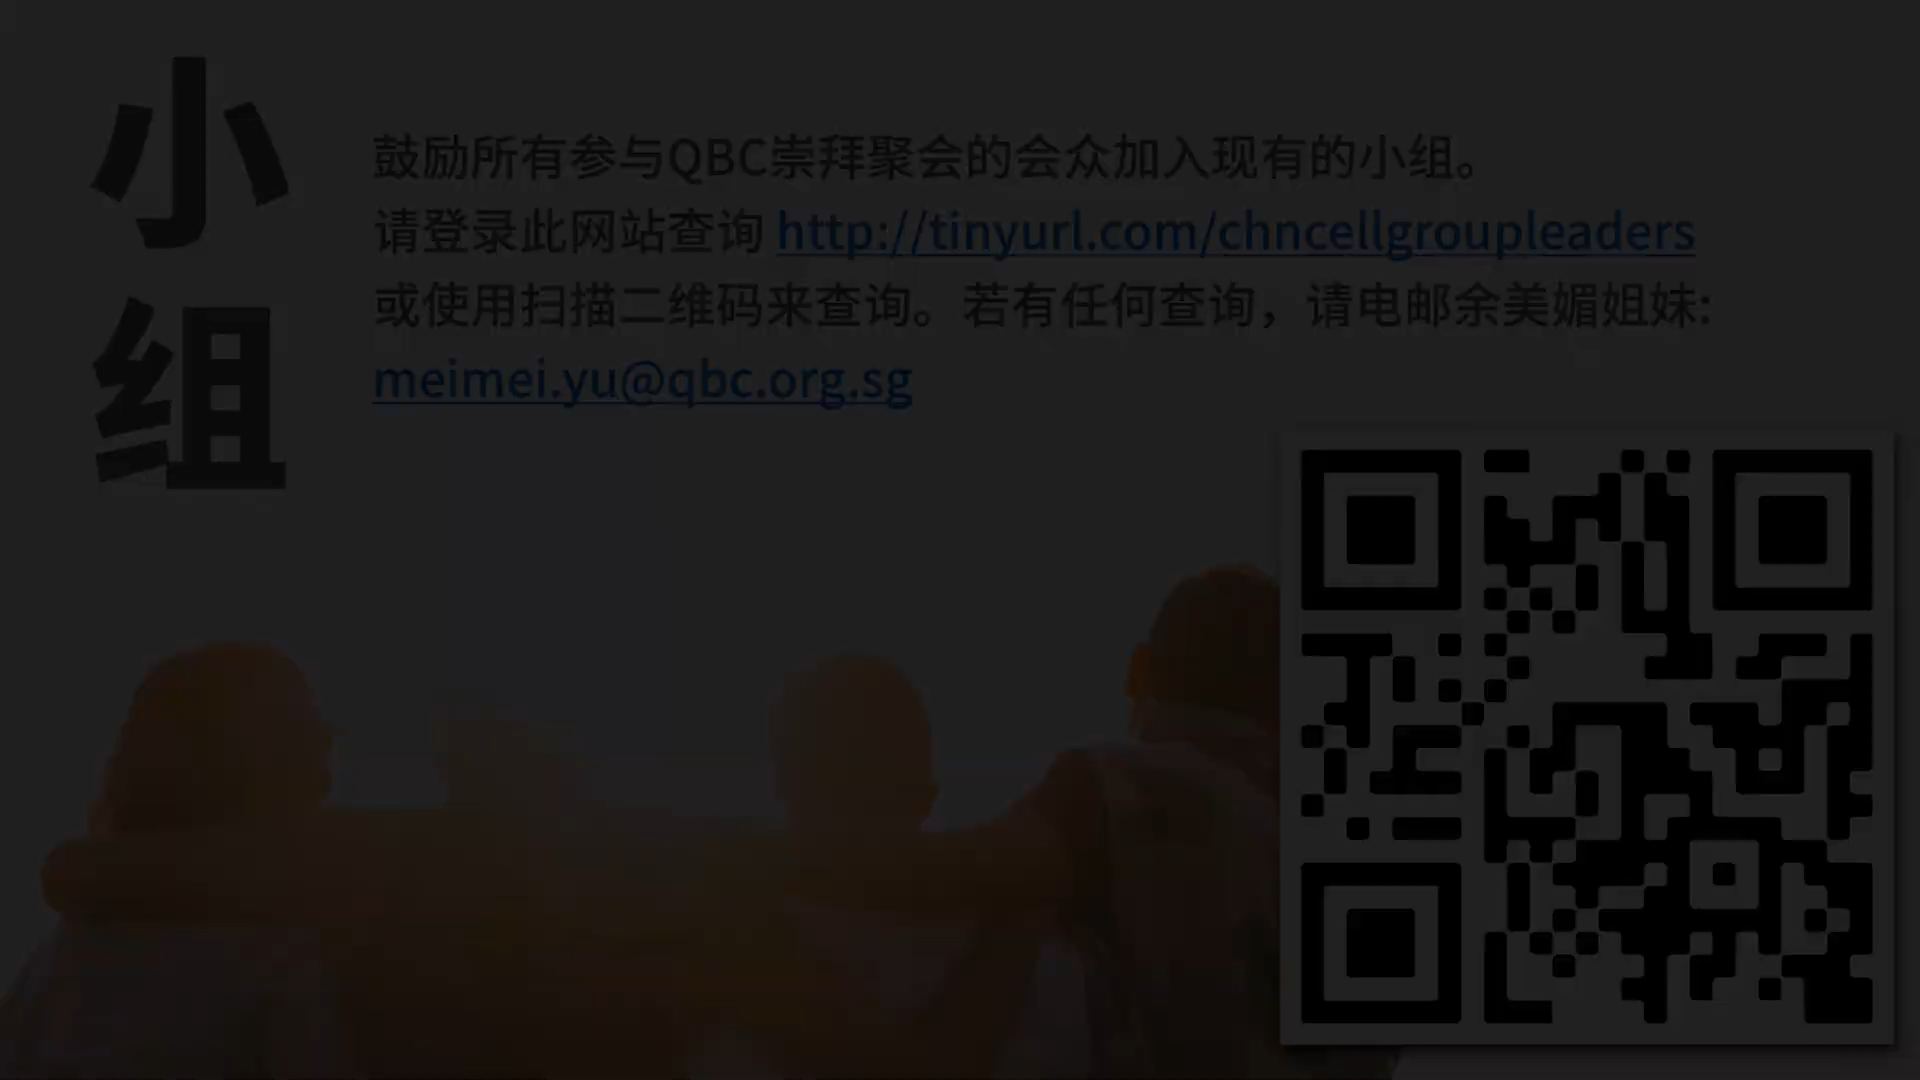 小组
鼓励所有参与QBC崇拜聚会的会众加入现有的小组。
请登录此网站查询 http://tinyurl.com/chncellgroupleaders
或使用扫描二维码来查询。若有任何查询，请电邮余美媚姐妹:
meimei.yu@qbc.org.sg